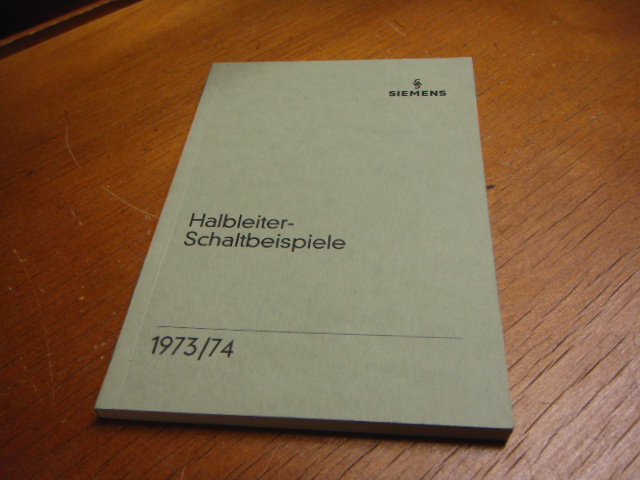 SIEMENS
Halbleiter-
Schaltbeispiele
1973/74